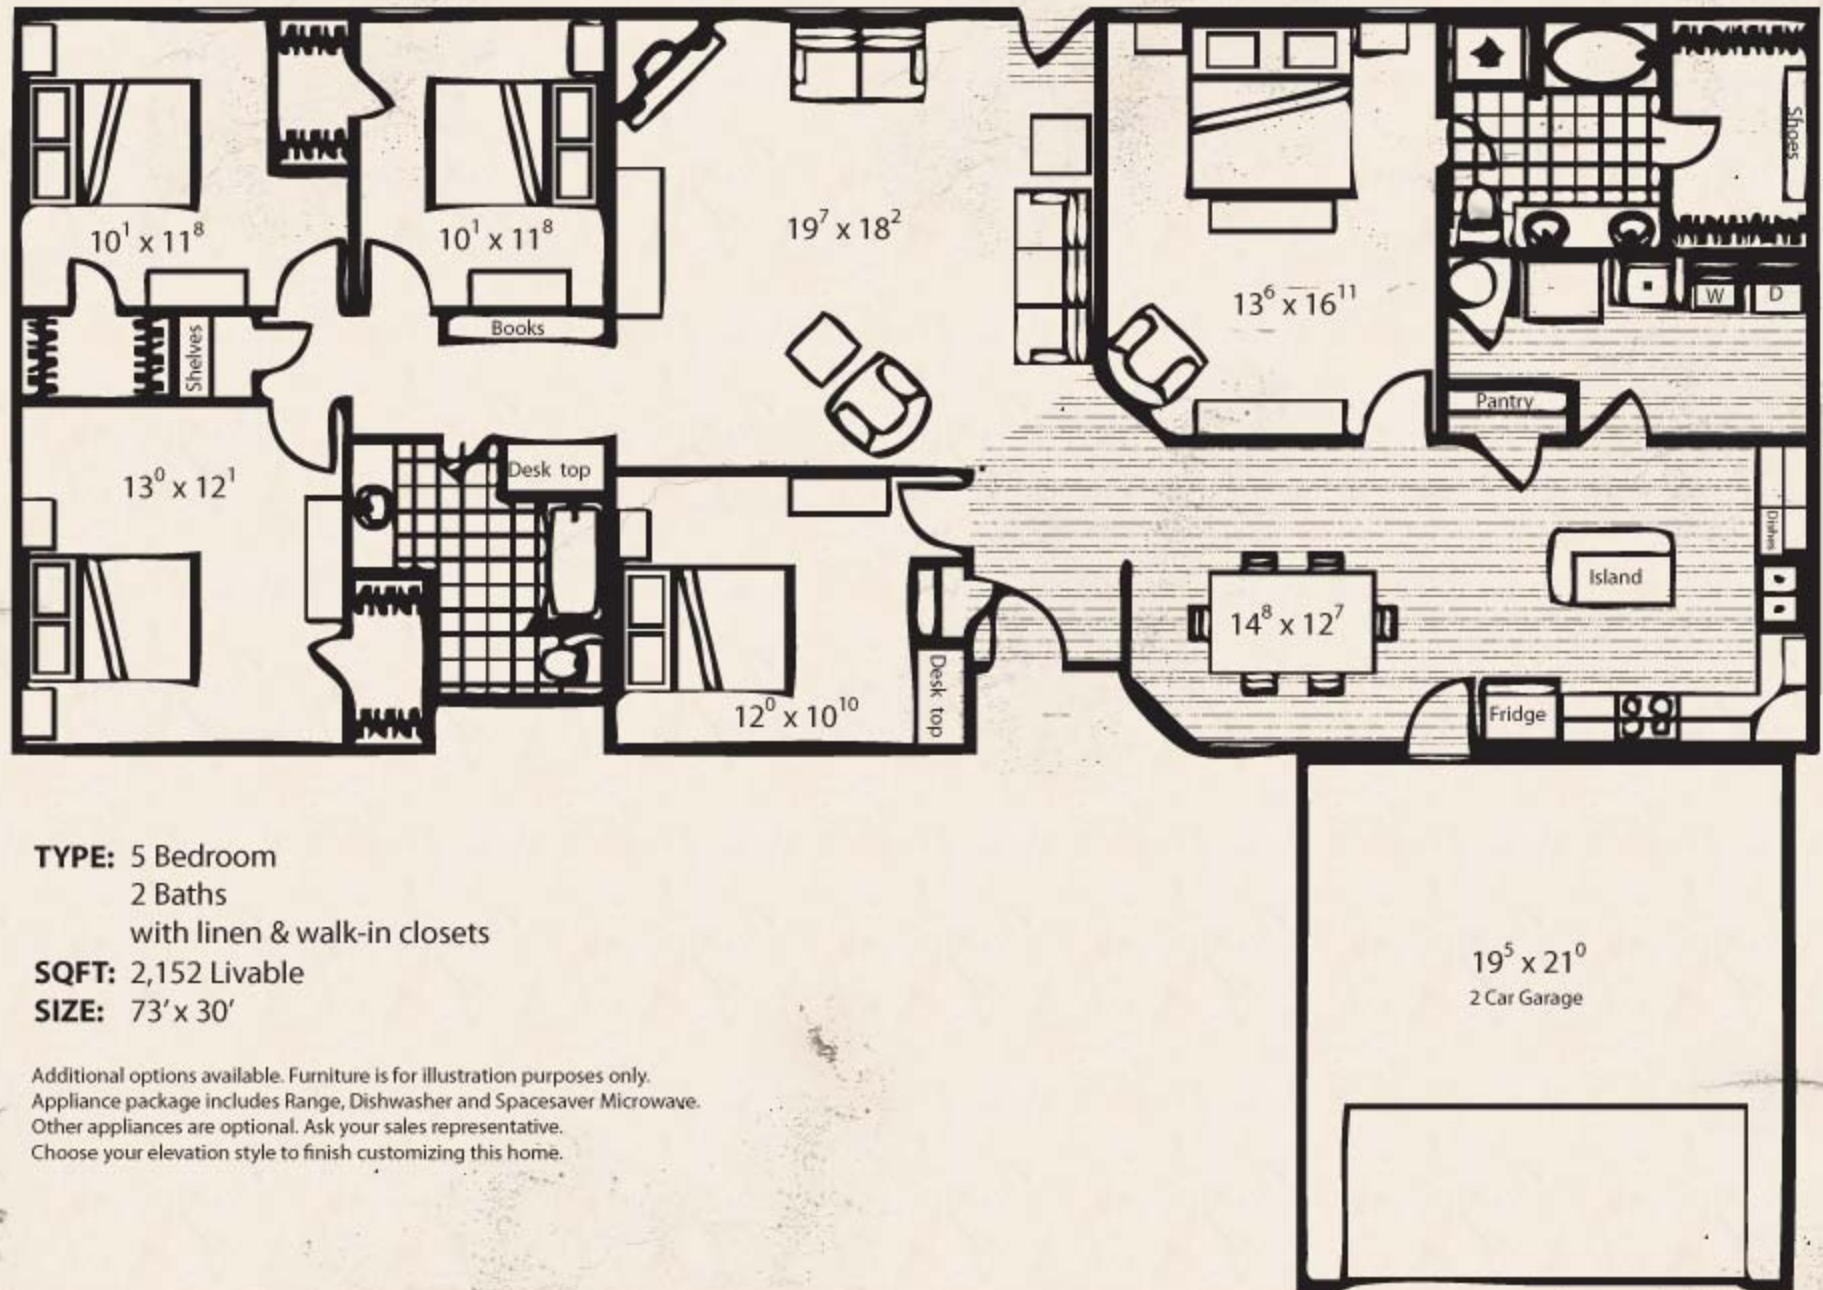 10¹ x 11⁸
10¹ x 11⁸
19⁷ x 18²
13⁶ x 16¹¹
Shoes
W
D
Books
Shelves
Pantry
13⁰ x 12¹
Desk top
Dishes
Island
14⁸ x 12⁷
12⁰ x 10¹⁰
Desk top
Fridge
TYPE: 5 Bedroom
2 Baths
with linen & walk-in closets
SQFT: 2,152 Livable
SIZE: 73’ x 30’
19⁵ x 21⁰
2 Car Garage
Additional options available. Furniture is for illustration purposes only.
Appliance package includes Range, Dishwasher and Spacesaver Microwave.
Other appliances are optional. Ask your sales representative.
Choose your elevation style to finish customizing this home.